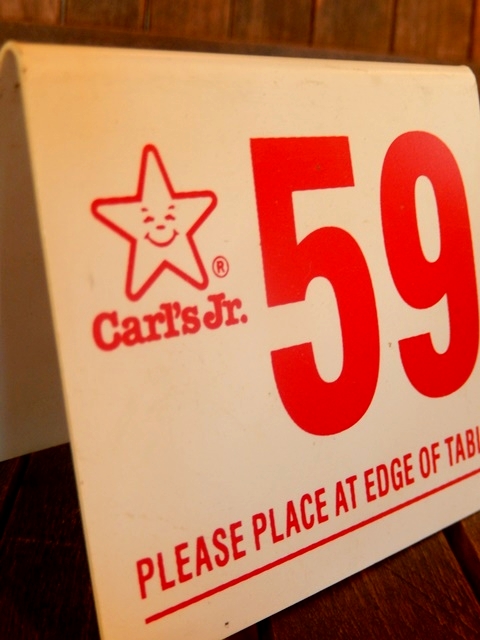 59
®
Carl's Jr.
PLEASE PLACE AT EDGE OF TABL